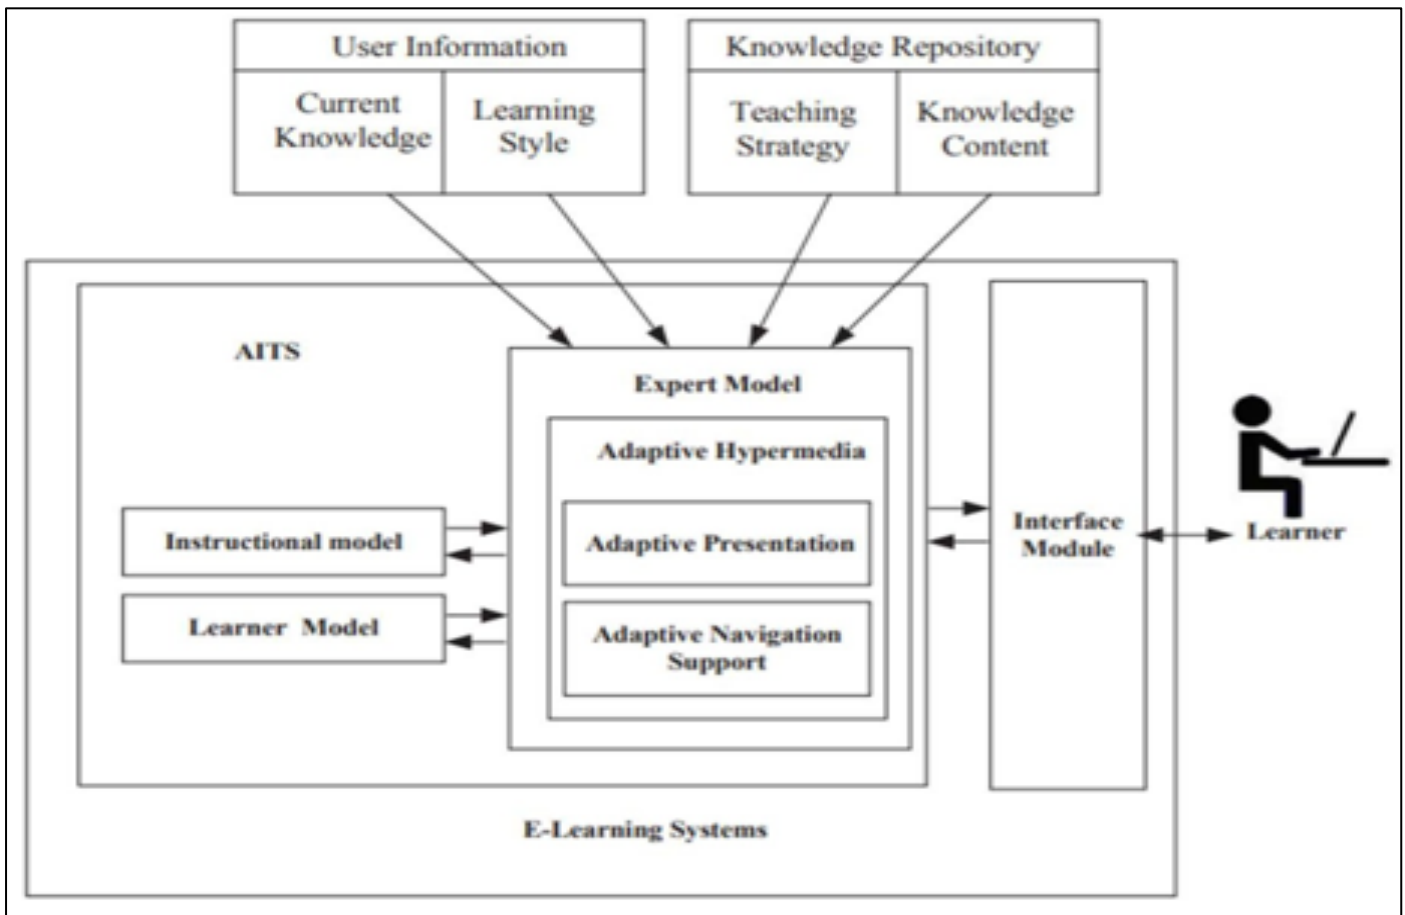 User Information
Current
Knowledge
Learning
Style
Knowledge Repository
Teaching
Strategy
Knowledge
Content
AITS
Expert Model
Adaptive Hypermedia
Adaptive Presentation
Adaptive Navigation
Support
Instructional model
Learner Model
Interface
Module
Learner
E-Learning Systems